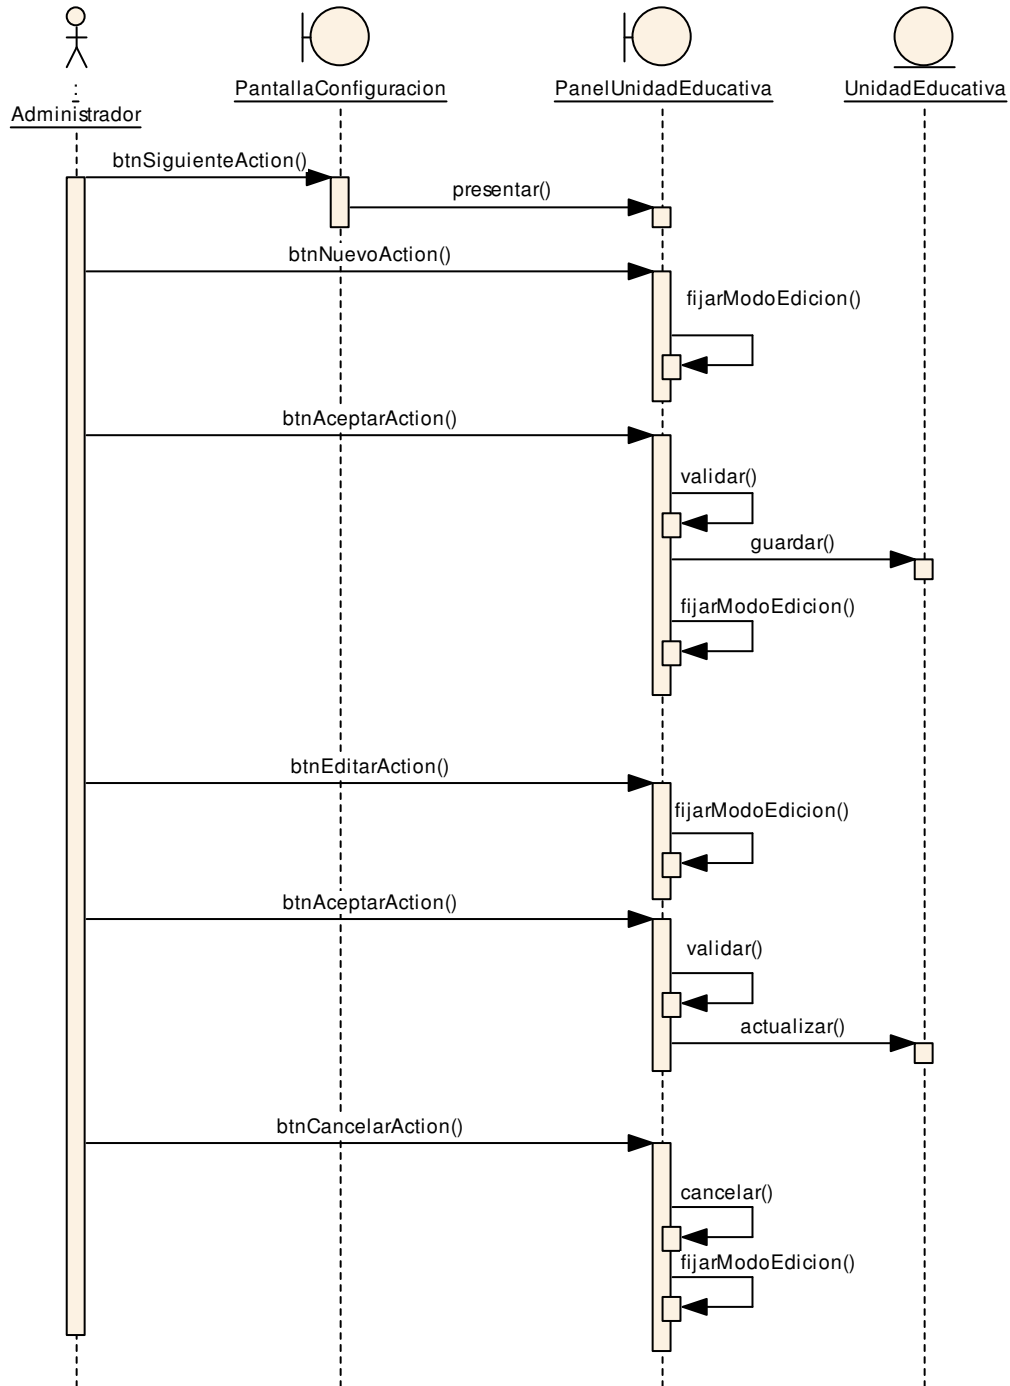 PantallaConfiguracion
PanelUnidadEducativa
UnidadEducativa
:
Administrador
btnSiguienteAction()
presentar()
btnNuevoAction()
fijarModoEdicion()
btnAceptarAction()
validar()
guardar()
fijarModoEdicion()
btnEditarAction()
fijarModoEdicion()
btnAceptarAction()
validar()
actualizar()
btnCancelarAction()
cancelar()
fijarModoEdicion()